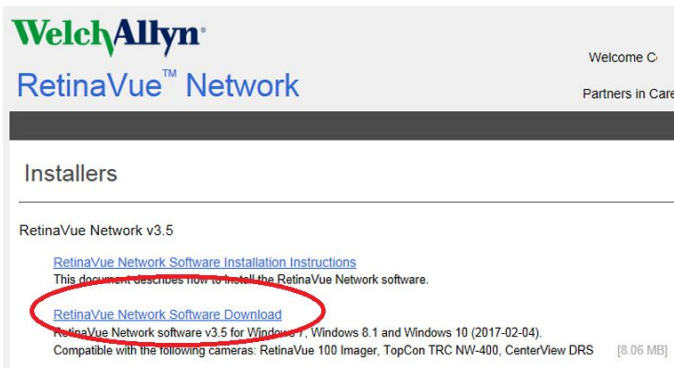 WelchAllyn®
RetinaVue™ Network
Welcome
Partners in Care
Installers
RetinaVue Network v3.5
RetinaVue Network Software Installation Instructions
This document describes how to install the RetinaVue Network software.
RetinaVue Network Software Download
RetinaVue Network software v3.5 for Windows 7, Windows 8.1 and Windows 10 (2017-02-04).
Compatible with the following cameras: RetinaVue 100 Imager, TopCon TRC NW-400, CenterView DRS [8.06 MB]